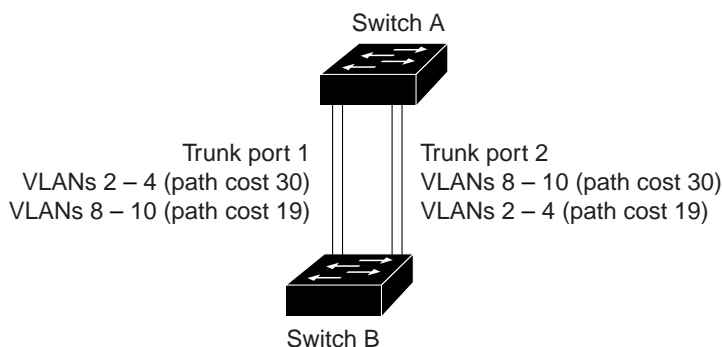 Switch A
Trunk port 1
VLANs 2 – 4 (path cost 30)
VLANs 8 – 10 (path cost 19)
Trunk port 2
VLANs 8 – 10 (path cost 30)
VLANs 2 – 4 (path cost 19)
Switch B